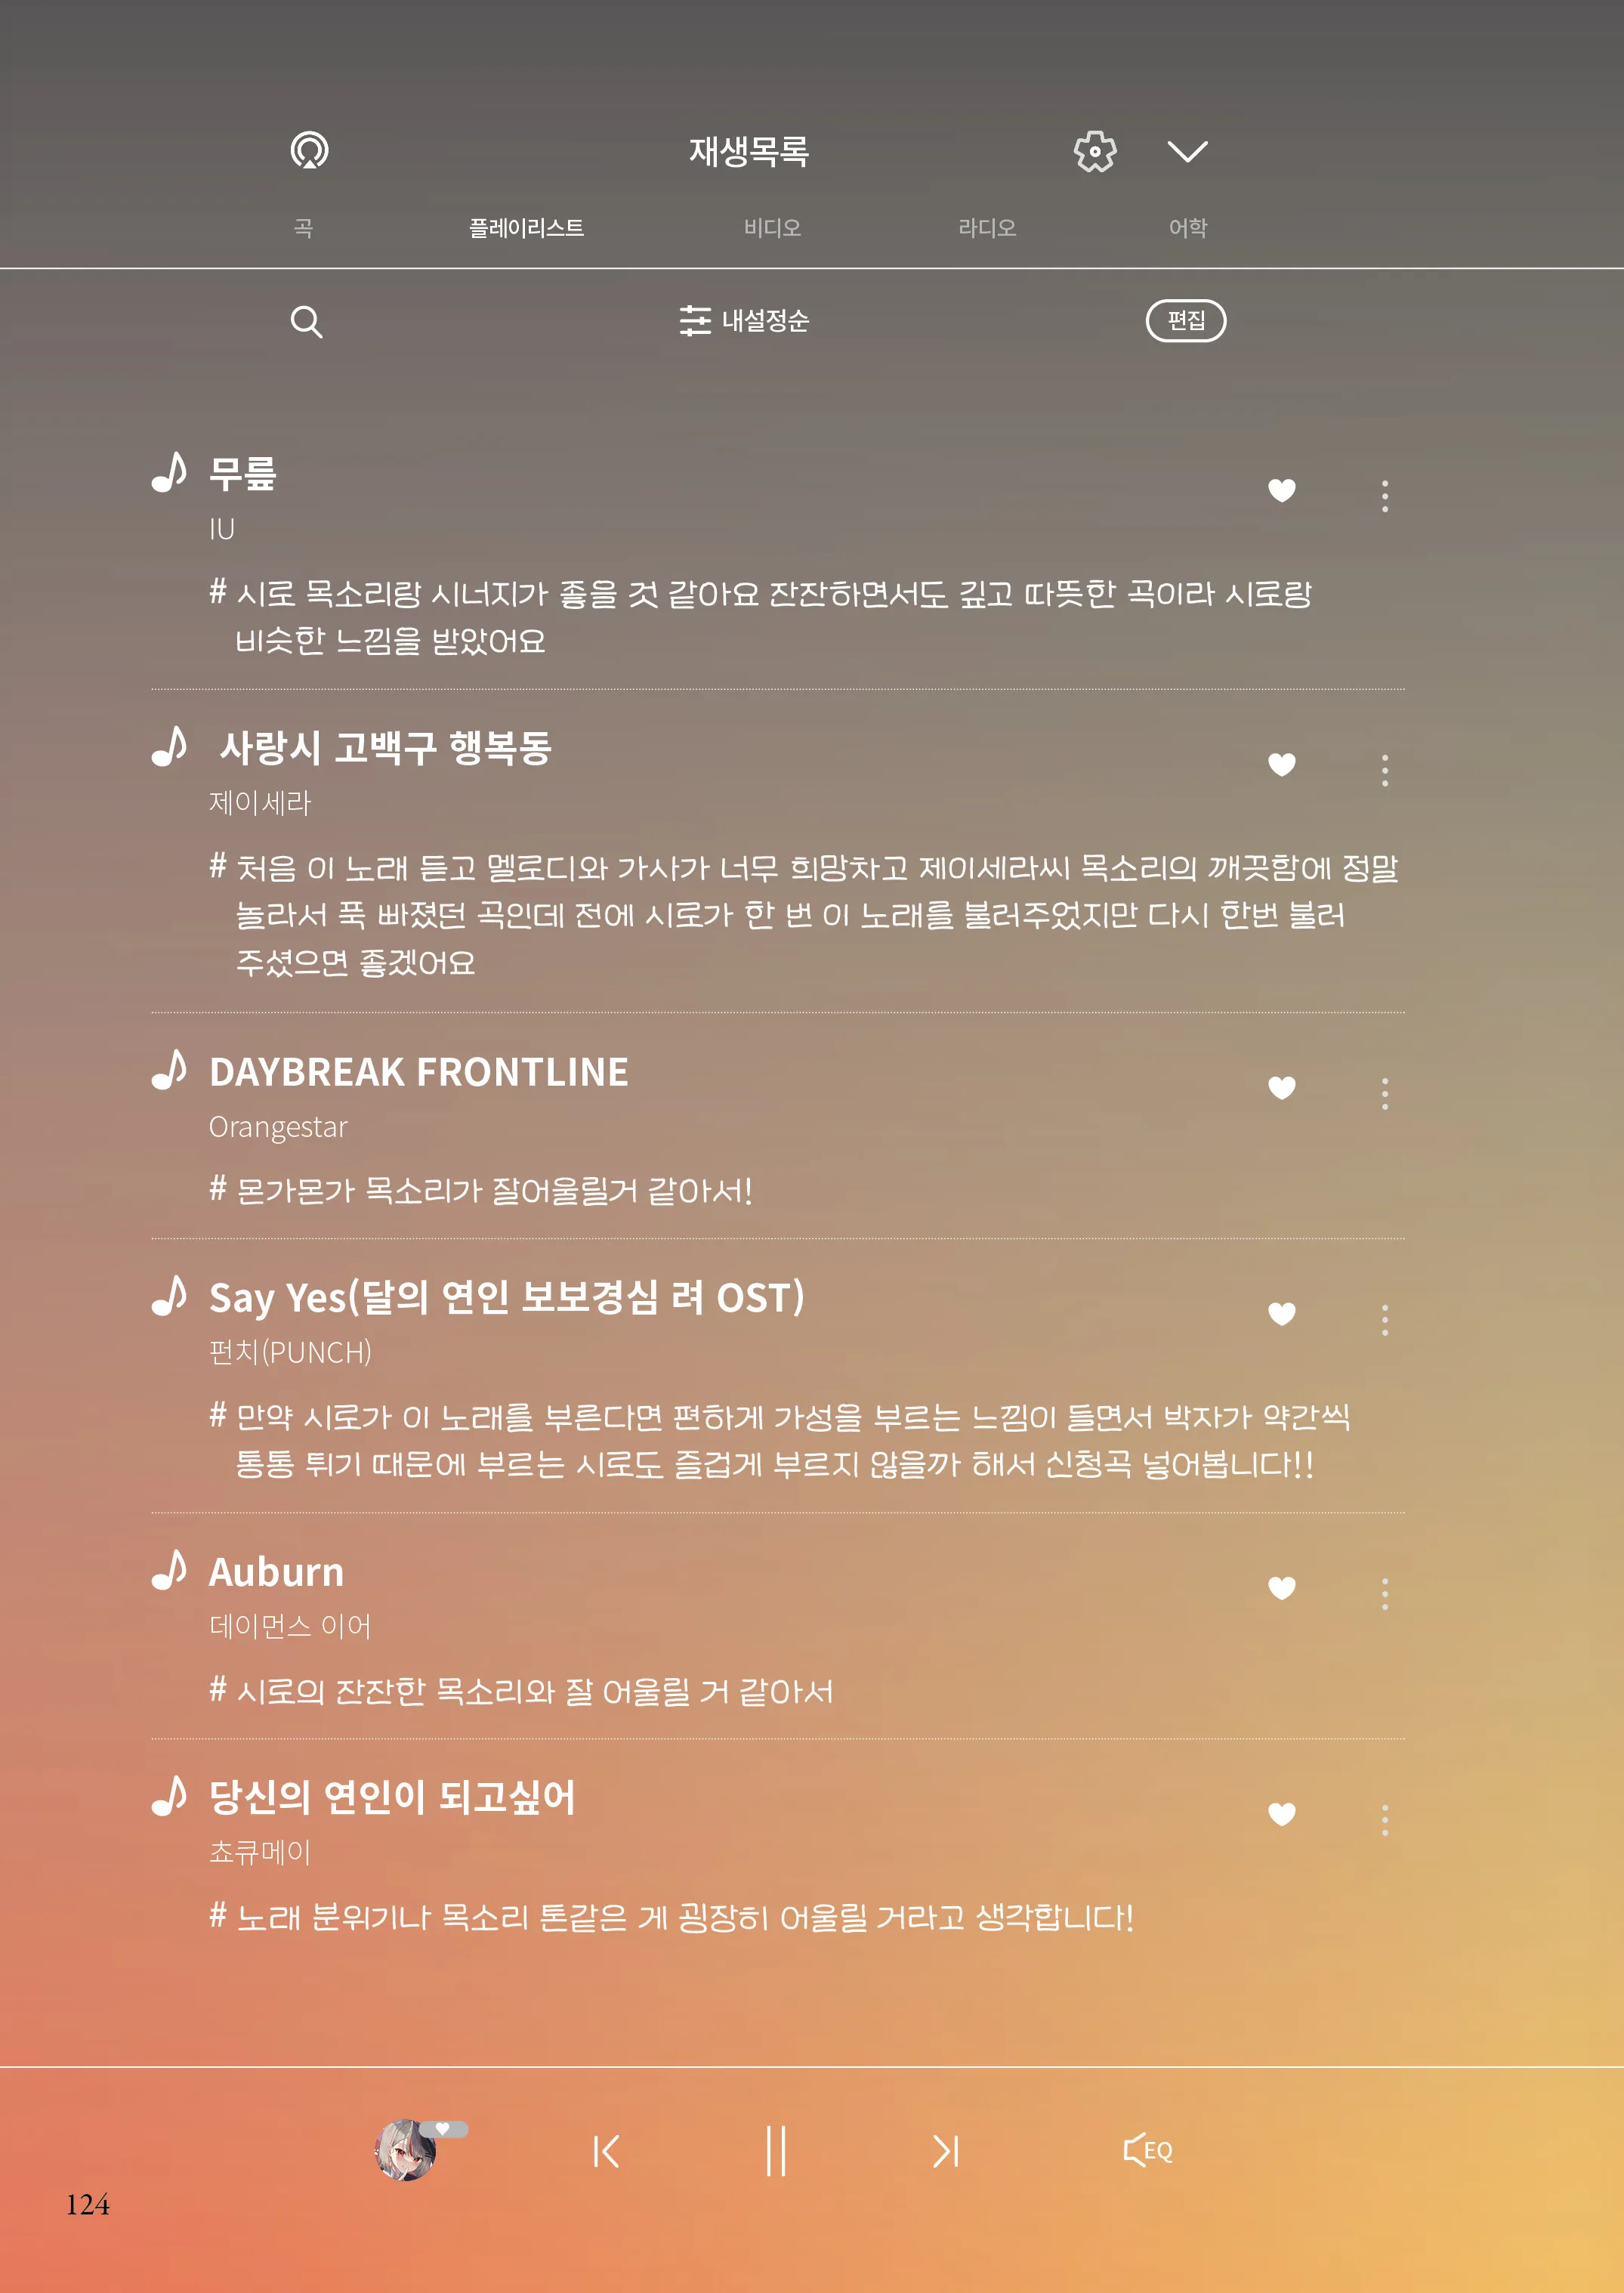 재생목록
곡 플레이리스트 비디오 라디오 어학
내설정순 편집
무릎
IU
# 시로 목소리랑 시너지가 좋을 것 같아요 잔잔하면서도 깊고 따뜻한 곡이라 시로랑
비슷한 느낌을 받았어요
사랑시 고백구 행복동
제이세라
# 처음 이 노래 듣고 멜로디와 가사가 너무 희망차고 제이세라씨 목소리의 깨끗함에 정말
놀라서 푹 빠졌던 곡인데 전에 시로가 한 번 이 노래를 불러주었지만 다시 한번 불러
주셨으면 좋겠어요
DAYBREAK FRONTLINE
Orangestar
# 몬가몬가 목소리가 잘어울릴거 같아서!
Say Yes(달의 연인 보보경심 려 OST)
펀치(PUNCH)
# 만약 시로가 이 노래를 부른다면 편하게 가성을 부르는 느낌이 들면서 박자가 약간씩
통통 튀기 때문에 부르는 시로도 즐겁게 부르지 않을까 해서 신청곡 넣어봅니다!!
Auburn
데이먼스 이어
# 시로의 잔잔한 목소리와 잘 어울릴 거 같아서
당신의 연인이 되고싶어
쵸큐메이
# 노래 분위기나 목소리 톤같은 게 굉장히 어울릴 거라고 생각합니다!
EQ
124